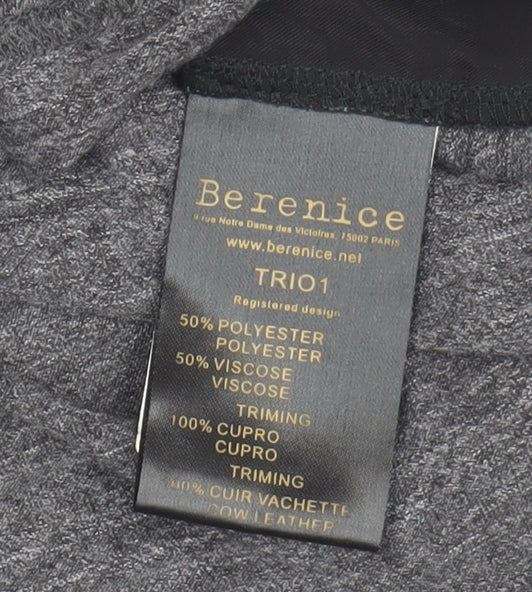 Berenice
9 rue Notre Dame des Victoires, 75002 PARIS
www.berenice.net
TRIO1
Registered design
50% POLYESTER
POLYESTER
50% VISCOSE
VISCOSE
TRIMING
100% CUPRO
CUPRO
TRIMING
100% CUIR VACHETTE
COW LEATHER